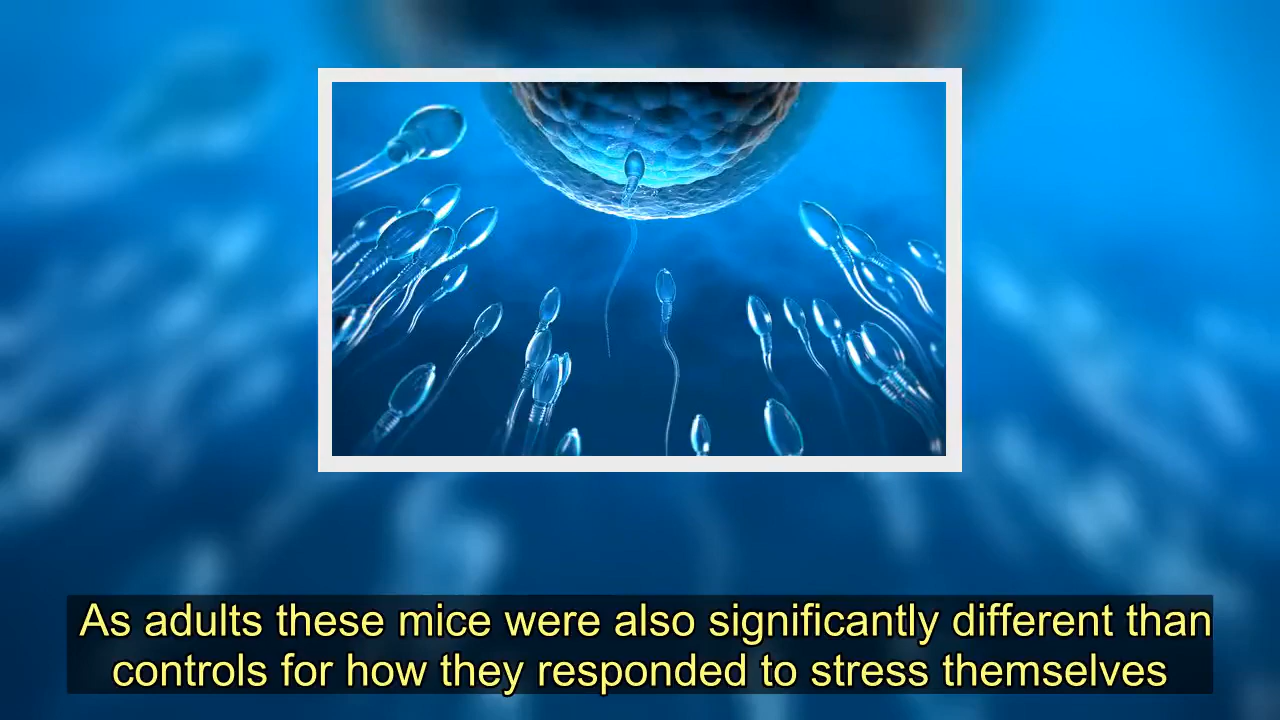 As adults these mice were also significantly different than
controls for how they responded to stress themselves